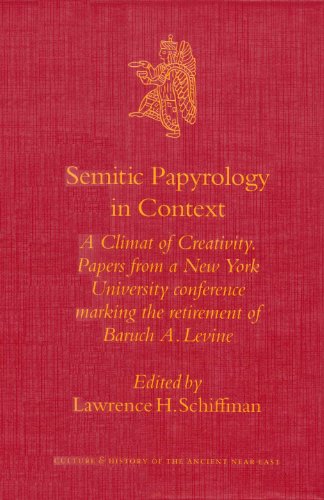 Semitic Papyrology
in Context
A Climat of Creativity.
Papers from a New York
University conference
marking the retirement of
Baruch A. Levine
Edited by
Lawrence H. Schiffman
CULTURE & HISTORY OF THE ANCIENT NEAR EAST